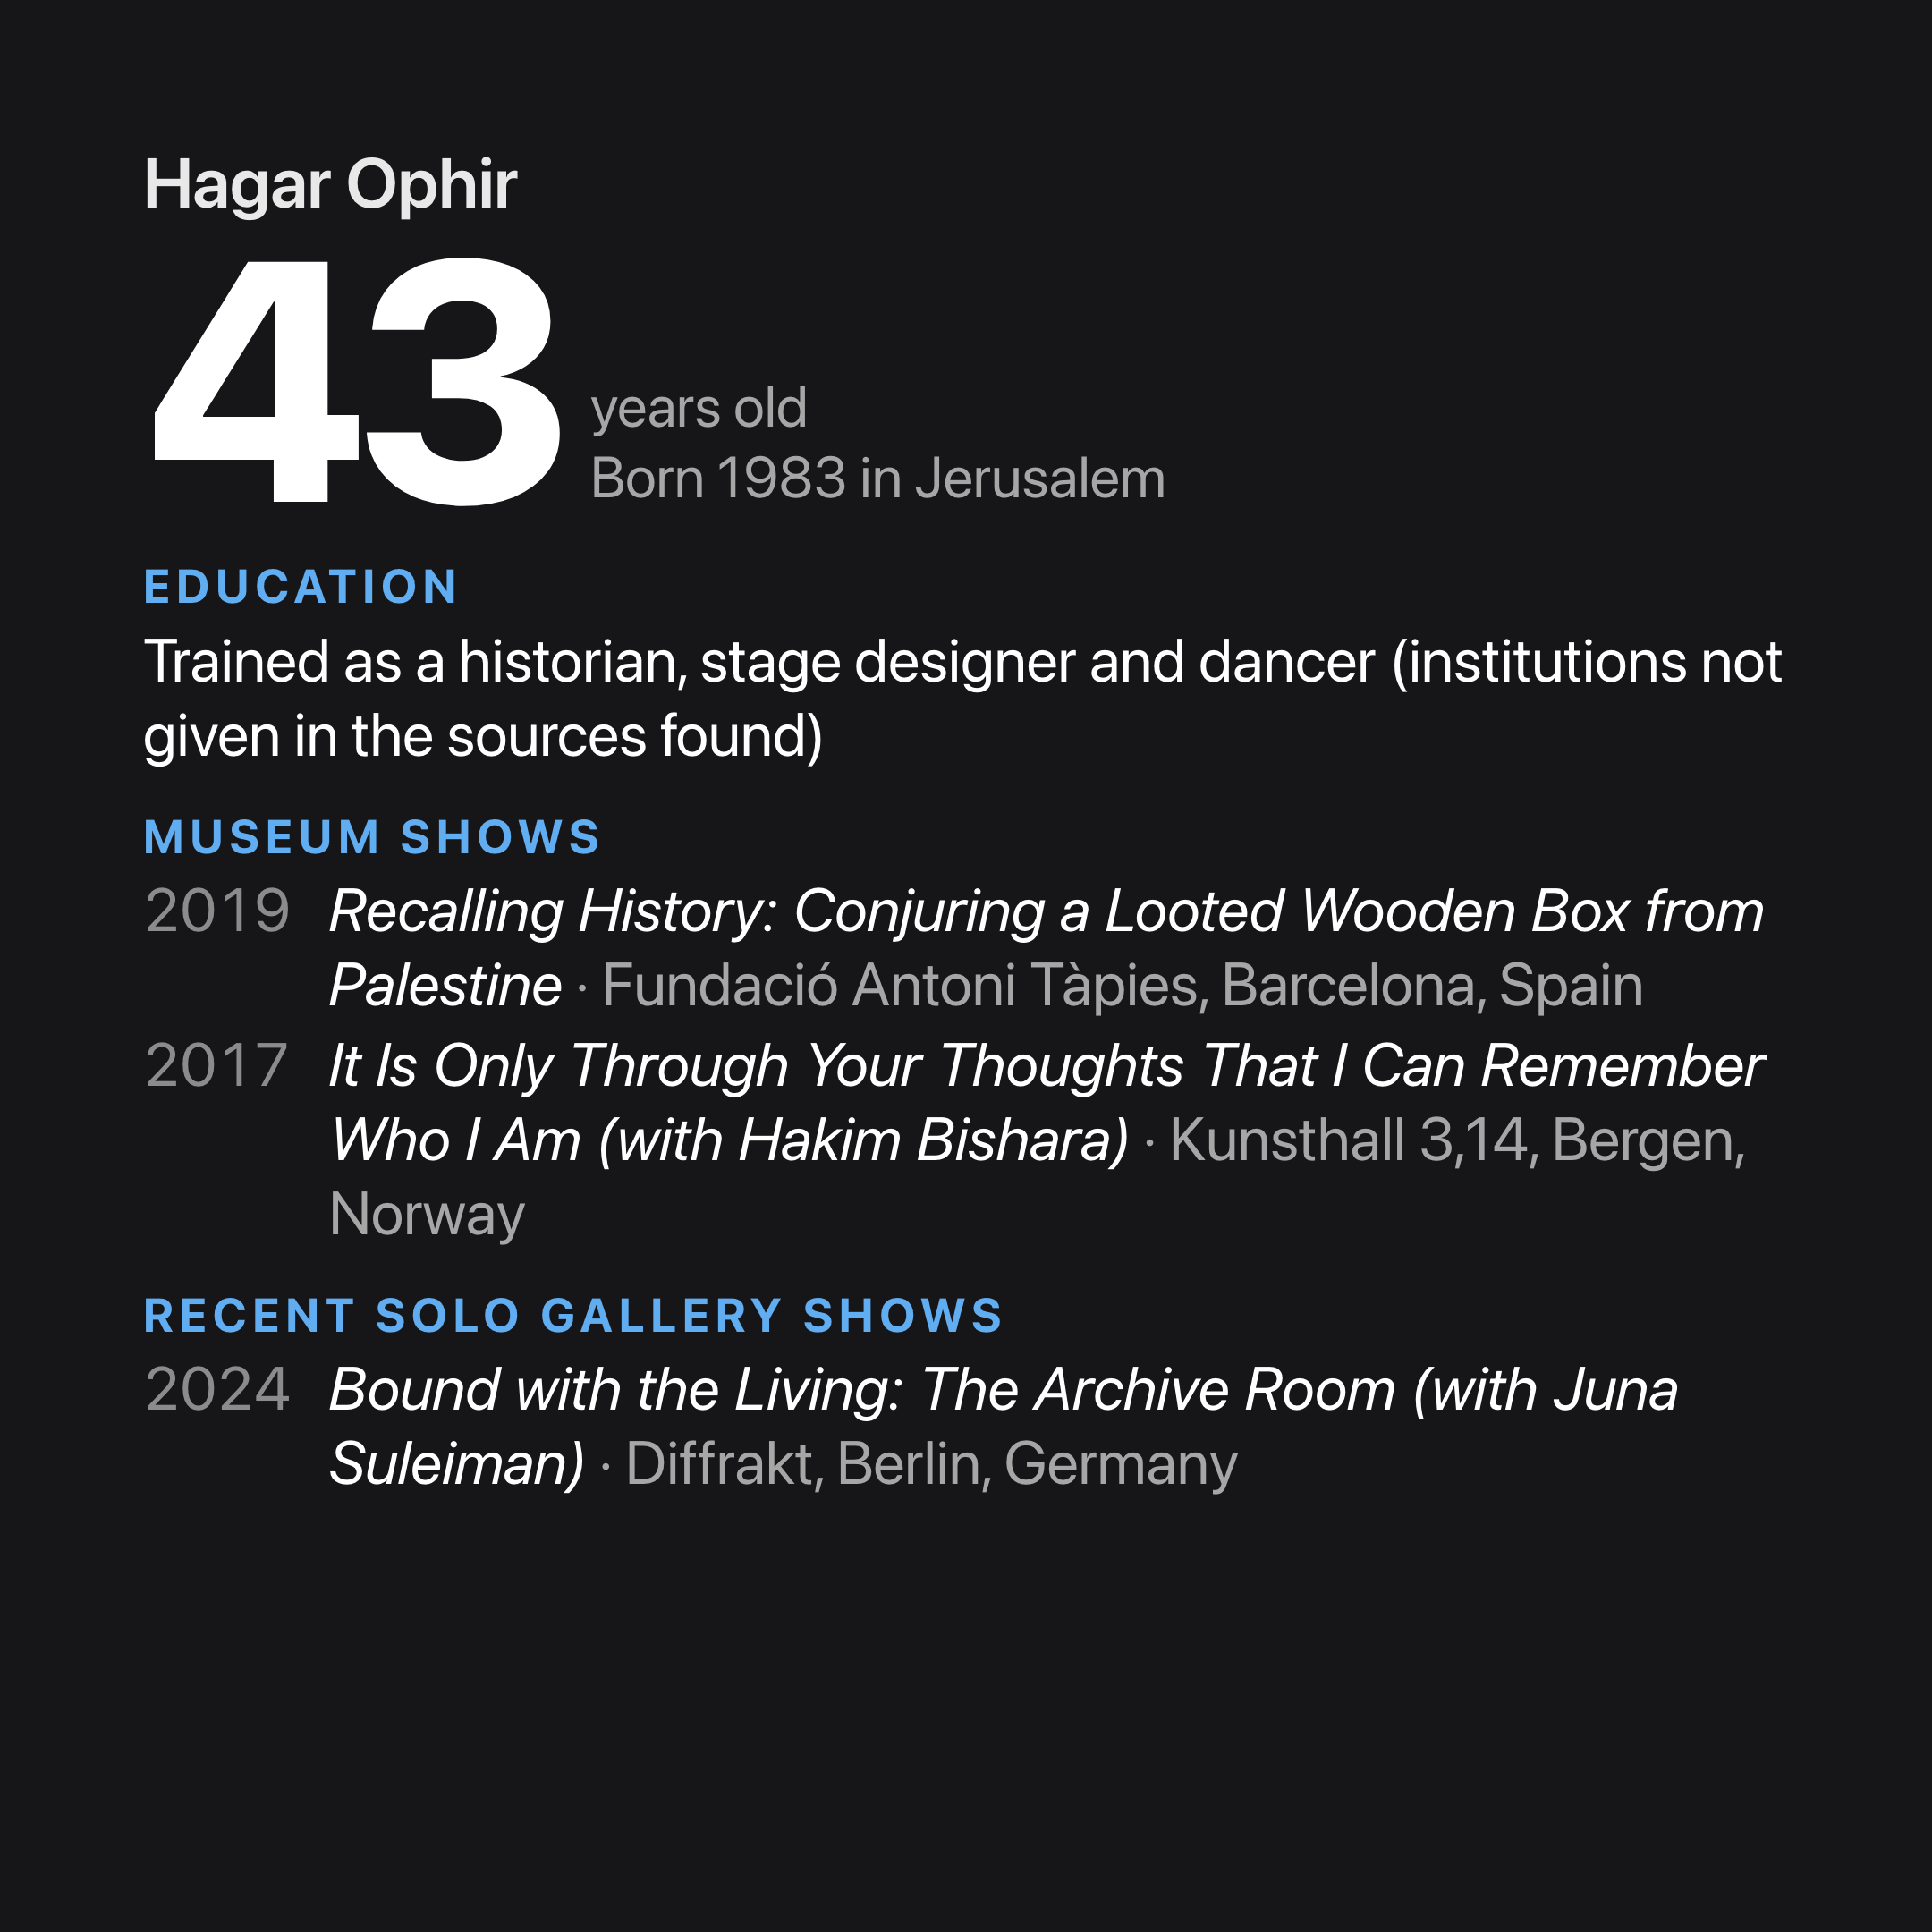 Hagar Ophir
43
years old
Born 1983 in Jerusalem
EDUCATION
Trained as a historian, stage designer and dancer (institutions not
given in the sources found)
MUSEUM SHOWS
2019 Recalling History: Conjuring a Looted Wooden Box from
Palestine · Fundació Antoni Tàpies, Barcelona, Spain
2017 It Is Only Through Your Thoughts That I Can Remember
Who I Am (with Hakim Bishara) · Kunsthall 3,14, Bergen,
Norway
RECENT SOLO GALLERY SHOWS
2024 Bound with the Living: The Archive Room (with Juna
Suleiman) · Diffrakt, Berlin, Germany